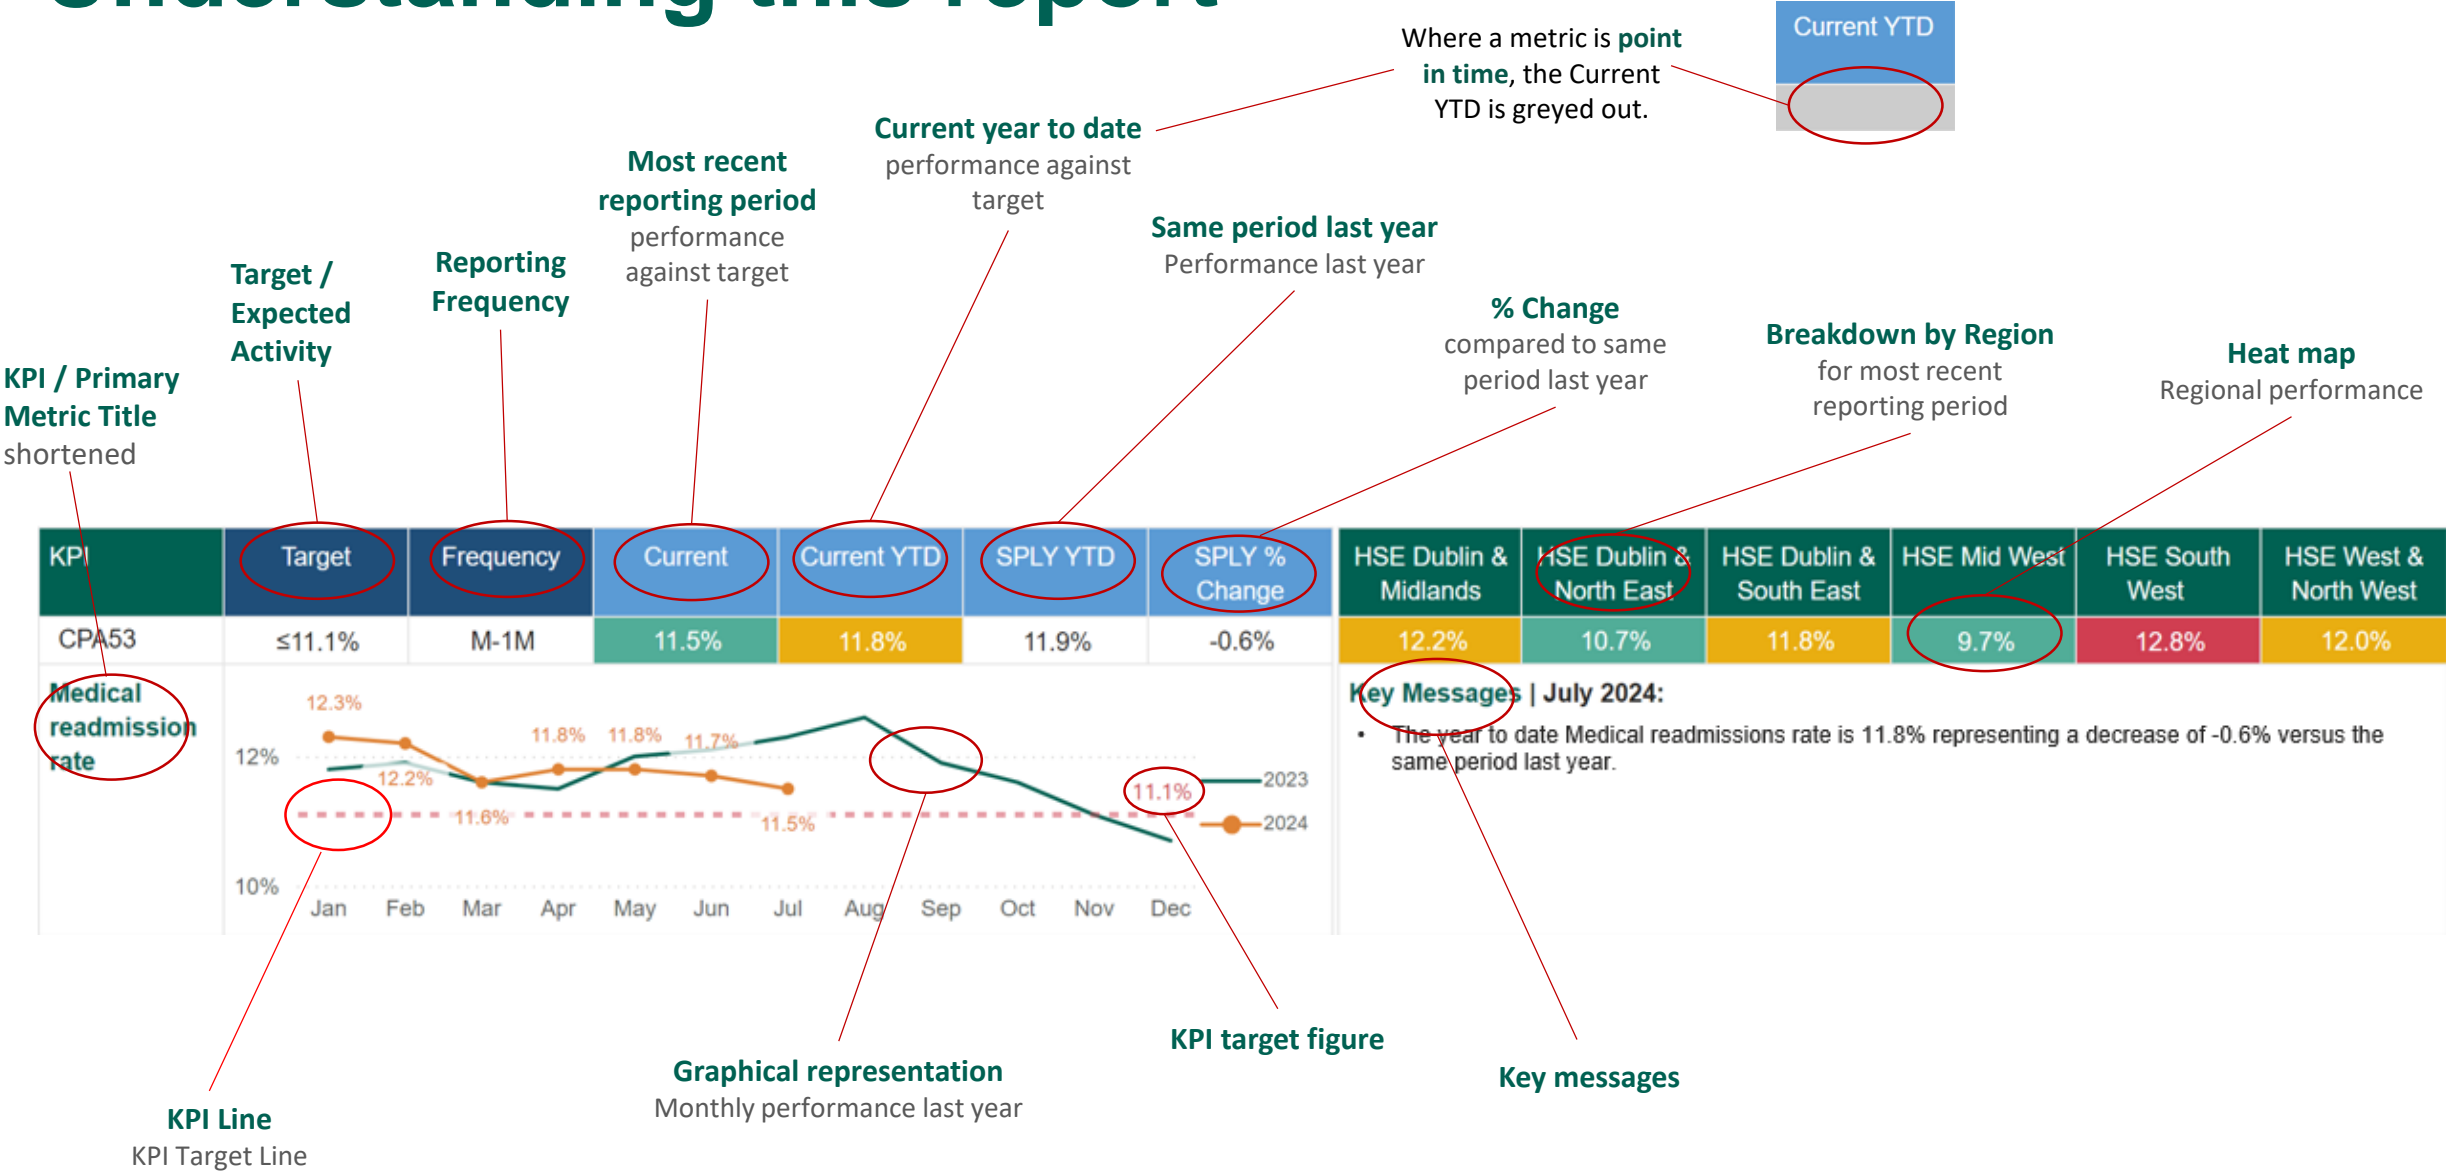 Understanding this report
Where a metric is point
in time, the Current
YTD is greyed out.
Current YTD
Current year to date
performance against
target
Most recent
reporting period
performance
against target
Same period last year
Performance last year
Reporting
Frequency
Target /
Expected
Activity
% Change
compared to same
period last year
Breakdown by Region
for most recent
reporting period
Heat map
Regional performance
KPI / Primary
Metric Title
shortened
KPI
Target
Frequency
Current
Current YTD
SPLY YTD
SPLY %
Change
HSE Dublin &
Midlands
HSE Dublin &
North East
HSE Dublin &
South East
HSE Mid West
HSE South
West
HSE West &
North West
CPA53
≤11.1%
M-1M
11.5%
11.8%
11.9%
-0.6%
12.2%
10.7%
11.8%
9.7%
12.8%
12.0%
Medical
readmission
rate
12%
10%
12.3%
12.2%
11.6%
11.8%
11.8%
11.7%
11.5%
11.1%
2023
2024
Jan Feb Mar Apr May Jun Jul Aug Sep Oct Nov Dec
Key Messages | July 2024:
• The year to date Medical readmissions rate is 11.8% representing a decrease of -0.6% versus the
same period last year.
KPI target figure
Graphical representation
Monthly performance last year
Key messages
KPI Line
KPI Target Line